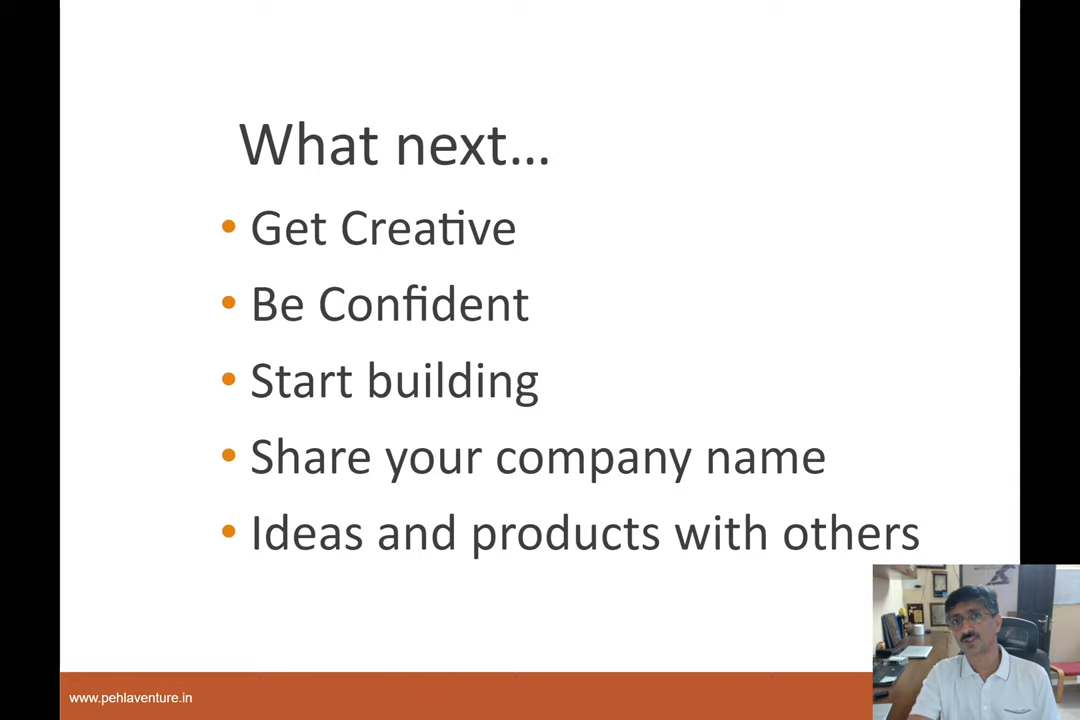 What next...
• Get Creative
• Be Confident
• Start building
• Share your company name
• Ideas and products with others
www.pehlaventure.in